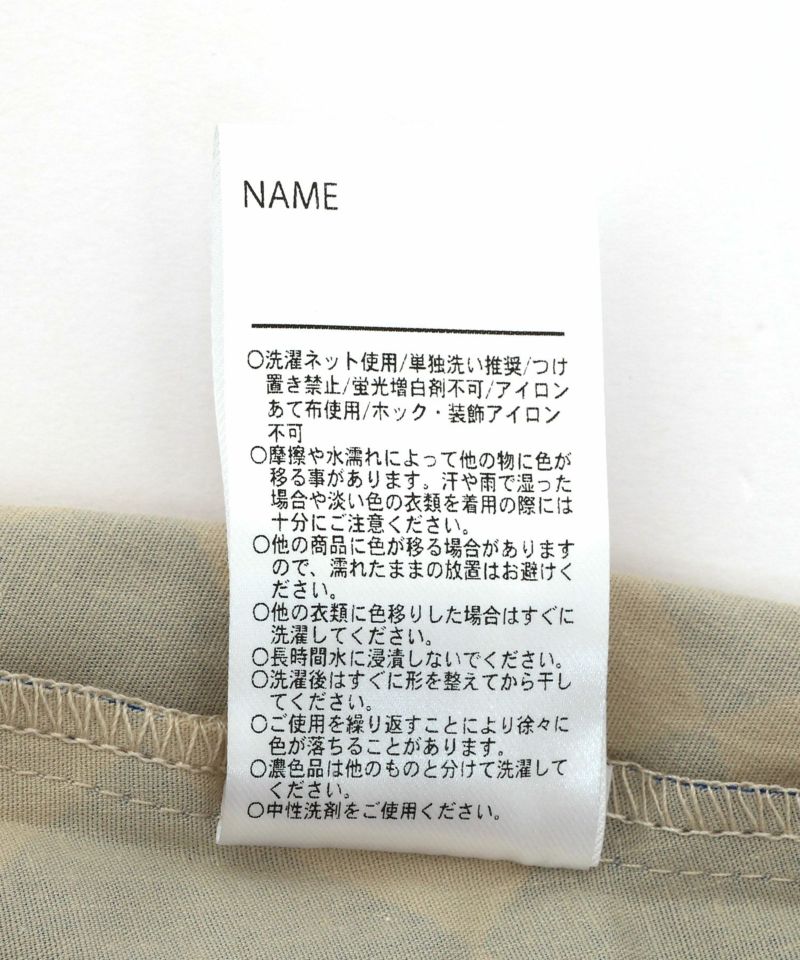 NAME
○洗濯ネット使用/単独洗い推奨/つけ
置き禁止/蛍光増白剤不可/アイロン
あて布使用/ホック・装飾アイロン
不可
○摩擦や水濡れによって他の物に色が
移る事があります。汗や雨で湿った
場合や淡い色の衣類を着用の際には
十分にご注意ください。
○他の商品に色が移る場合があります
ので、濡れたままの放置はお避けく
ださい。
○他の衣類に色移りした場合はすぐに
洗濯してください。
○長時間水に浸漬しないでください。
○洗濯後はすぐに形を整えてから干し
てください。
○ご使用を繰り返すことにより徐々に
色が落ちることがあります。
○濃色品は他のものと分けて洗濯して
ください。
○中性洗剤をご使用ください。